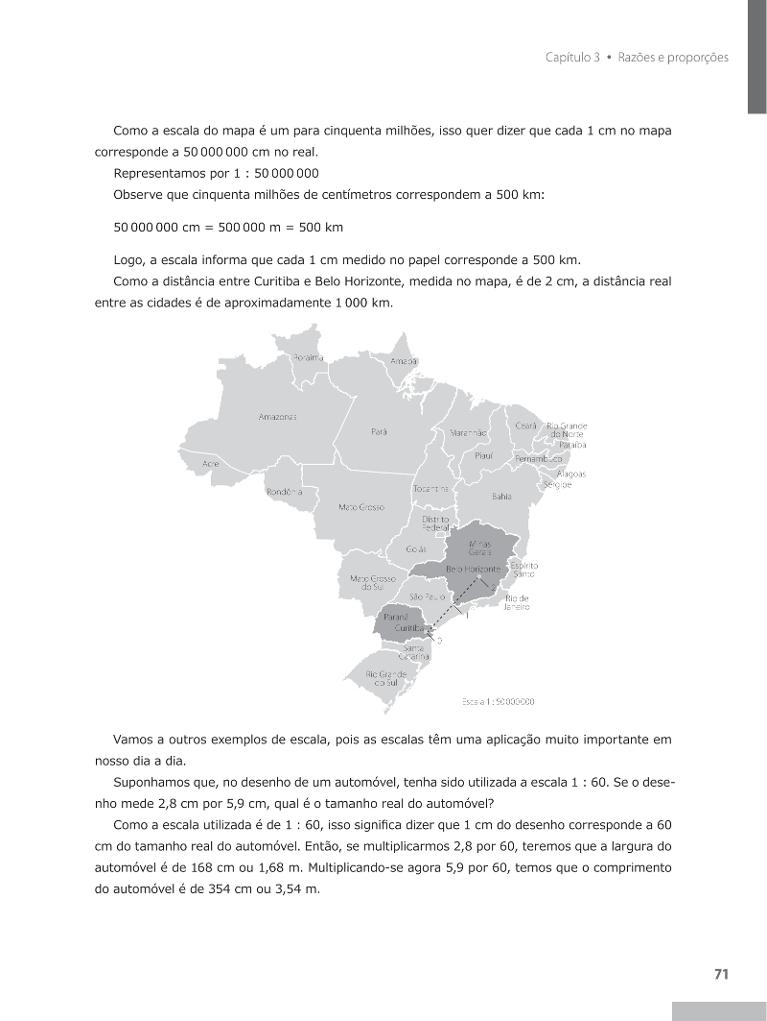 Capítulo 3 • Razões e proporções
Como a escala do mapa é um para cinquenta milhões, isso quer dizer que cada 1 cm no mapa
corresponde a 50 000 000 cm no real.
Representamos por 1 : 50 000 000
Observe que cinquenta milhões de centímetros correspondem a 500 km:
50 000 000 cm = 500 000 m = 500 km
Logo, a escala informa que cada 1 cm medido no papel corresponde a 500 km.
Como a distância entre Curitiba e Belo Horizonte, medida no mapa, é de 2 cm, a distância real
entre as cidades é de aproximadamente 1 000 km.
Roraima
Amapá
Amazonas
Pará
Maranhão
Ceará
Rio Grande
do Norte
Paraíba
Piauí
Pernambuco
Acre
Alagoas
Sergipe
Rondônia
Tocantins
Bahia
Mato Grosso
Distrito
Federal
Goiás
Minas
Gerais
Belo Horizonte
Espírito
Santo
Mato Grosso
do Sul
2
São Paulo
Rio de
Janeiro
1
Paraná
Curitiba
0
Santa
Catarina
Rio Grande
do Sul
Escala 1 : 50 000 000
Vamos a outros exemplos de escala, pois as escalas têm uma aplicação muito importante em
nosso dia a dia.
Suponhamos que, no desenho de um automóvel, tenha sido utilizada a escala 1 : 60. Se o dese-
nho mede 2,8 cm por 5,9 cm, qual é o tamanho real do automóvel?
Como a escala utilizada é de 1 : 60, isso significa dizer que 1 cm do desenho corresponde a 60
cm do tamanho real do automóvel. Então, se multiplicarmos 2,8 por 60, teremos que a largura do
automóvel é de 168 cm ou 1,68 m. Multiplicando-se agora 5,9 por 60, temos que o comprimento
do automóvel é de 354 cm ou 3,54 m.
71